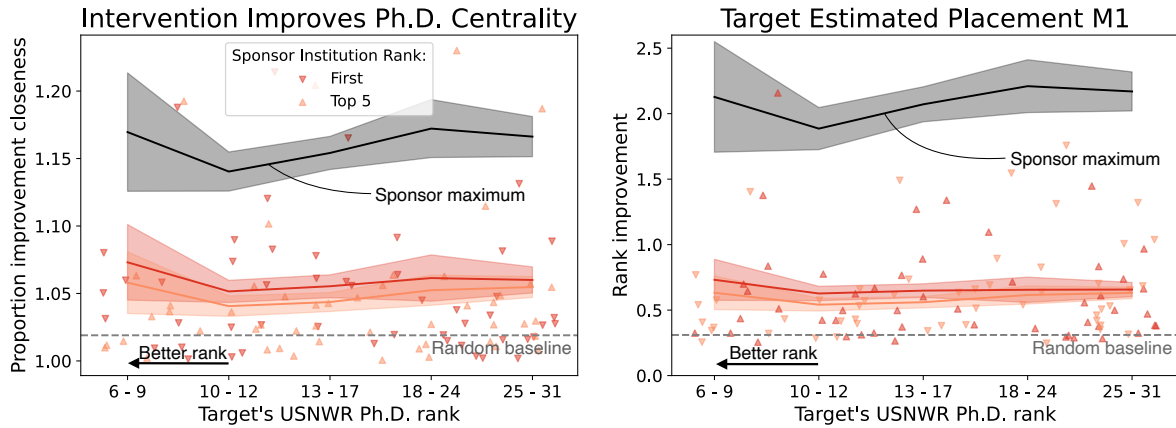 Intervention Improves Ph.D. Centrality
Proportion improvement closeness
1.20
1.15
1.10
1.05
1.00
Sponsor Institution Rank:
First
Top 5
Sponsor maximum
Random baseline
Better rank
6 - 9
10 - 12
13 - 17
18 - 24
25 - 31
Target's USNWR Ph.D. rank
Target Estimated Placement M1
Rank improvement
2.5
2.0
1.5
1.0
0.5
0.0
Sponsor maximum
Random baseline
Better rank
6 - 9
10 - 12
13 - 17
18 - 24
25 - 31
Target's USNWR Ph.D. rank